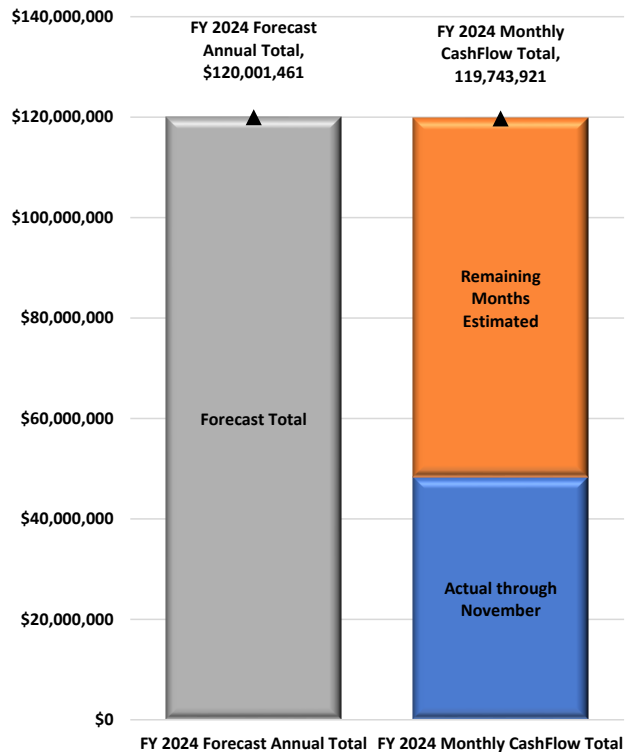 $140,000,000
$120,000,000
$100,000,000
$80,000,000
$60,000,000
$40,000,000
$20,000,000
$0
FY 2024 Forecast
Annual Total,
$120,001,461
FY 2024 Monthly
CashFlow Total,
119,743,921
Forecast Total
Remaining
Months
Estimated
Actual through
November
FY 2024 Forecast Annual Total
FY 2024 Monthly CashFlow Total